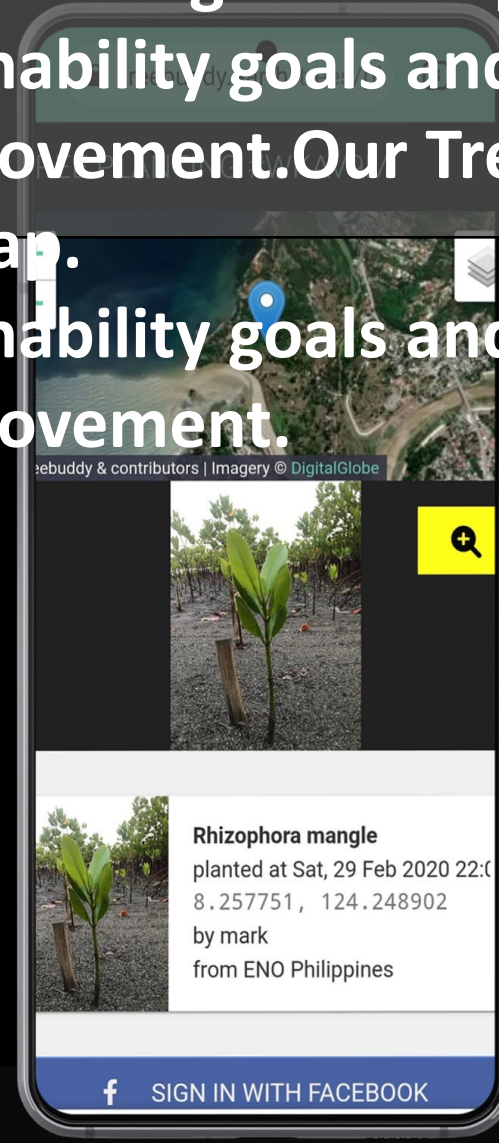 nability goals and
ovement.Our Tre
ap.
nability goals and
ovement.
eebuddy & contributors | Imagery © DigitalGlobe
Rhizophora mangle
planted at Sat, 29 Feb 2020 22:0
8.257751, 124.248902
by mark
from ENO Philippines
f SIGN IN WITH FACEBOOK